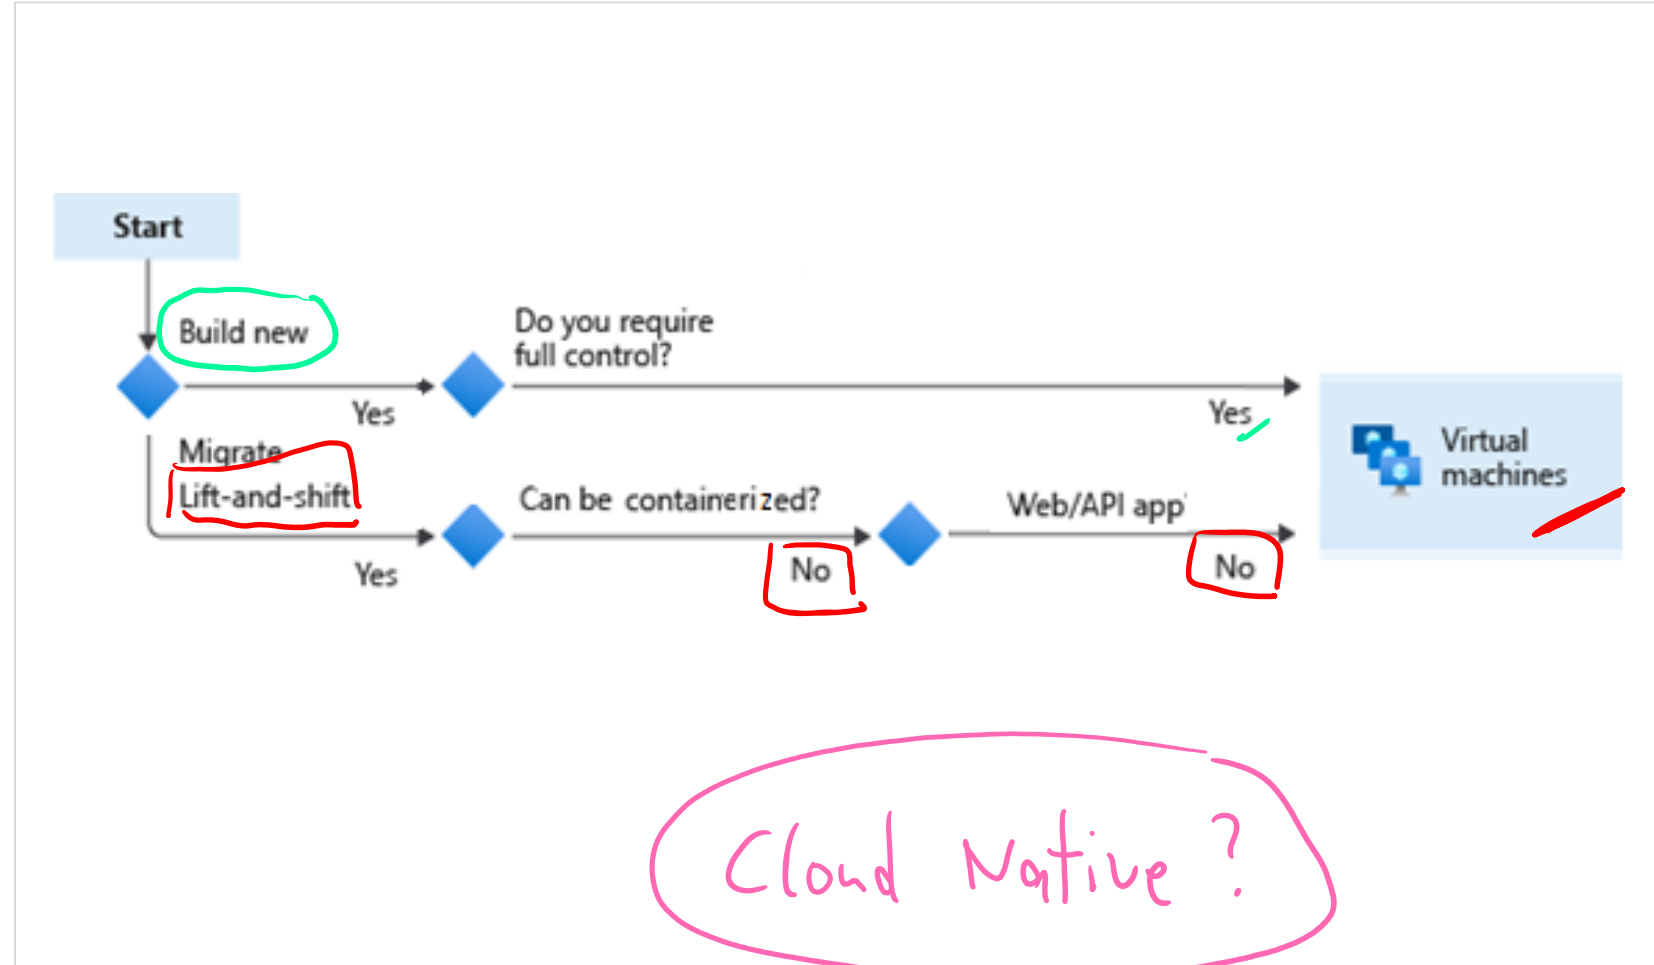 Start
Build new
Do you require
full control?
Yes
Yes
Virtual
machines
Migrate
Lift-and-shift
Can be containerized?
Web/API app
Yes
No
No
Cloud Native ?